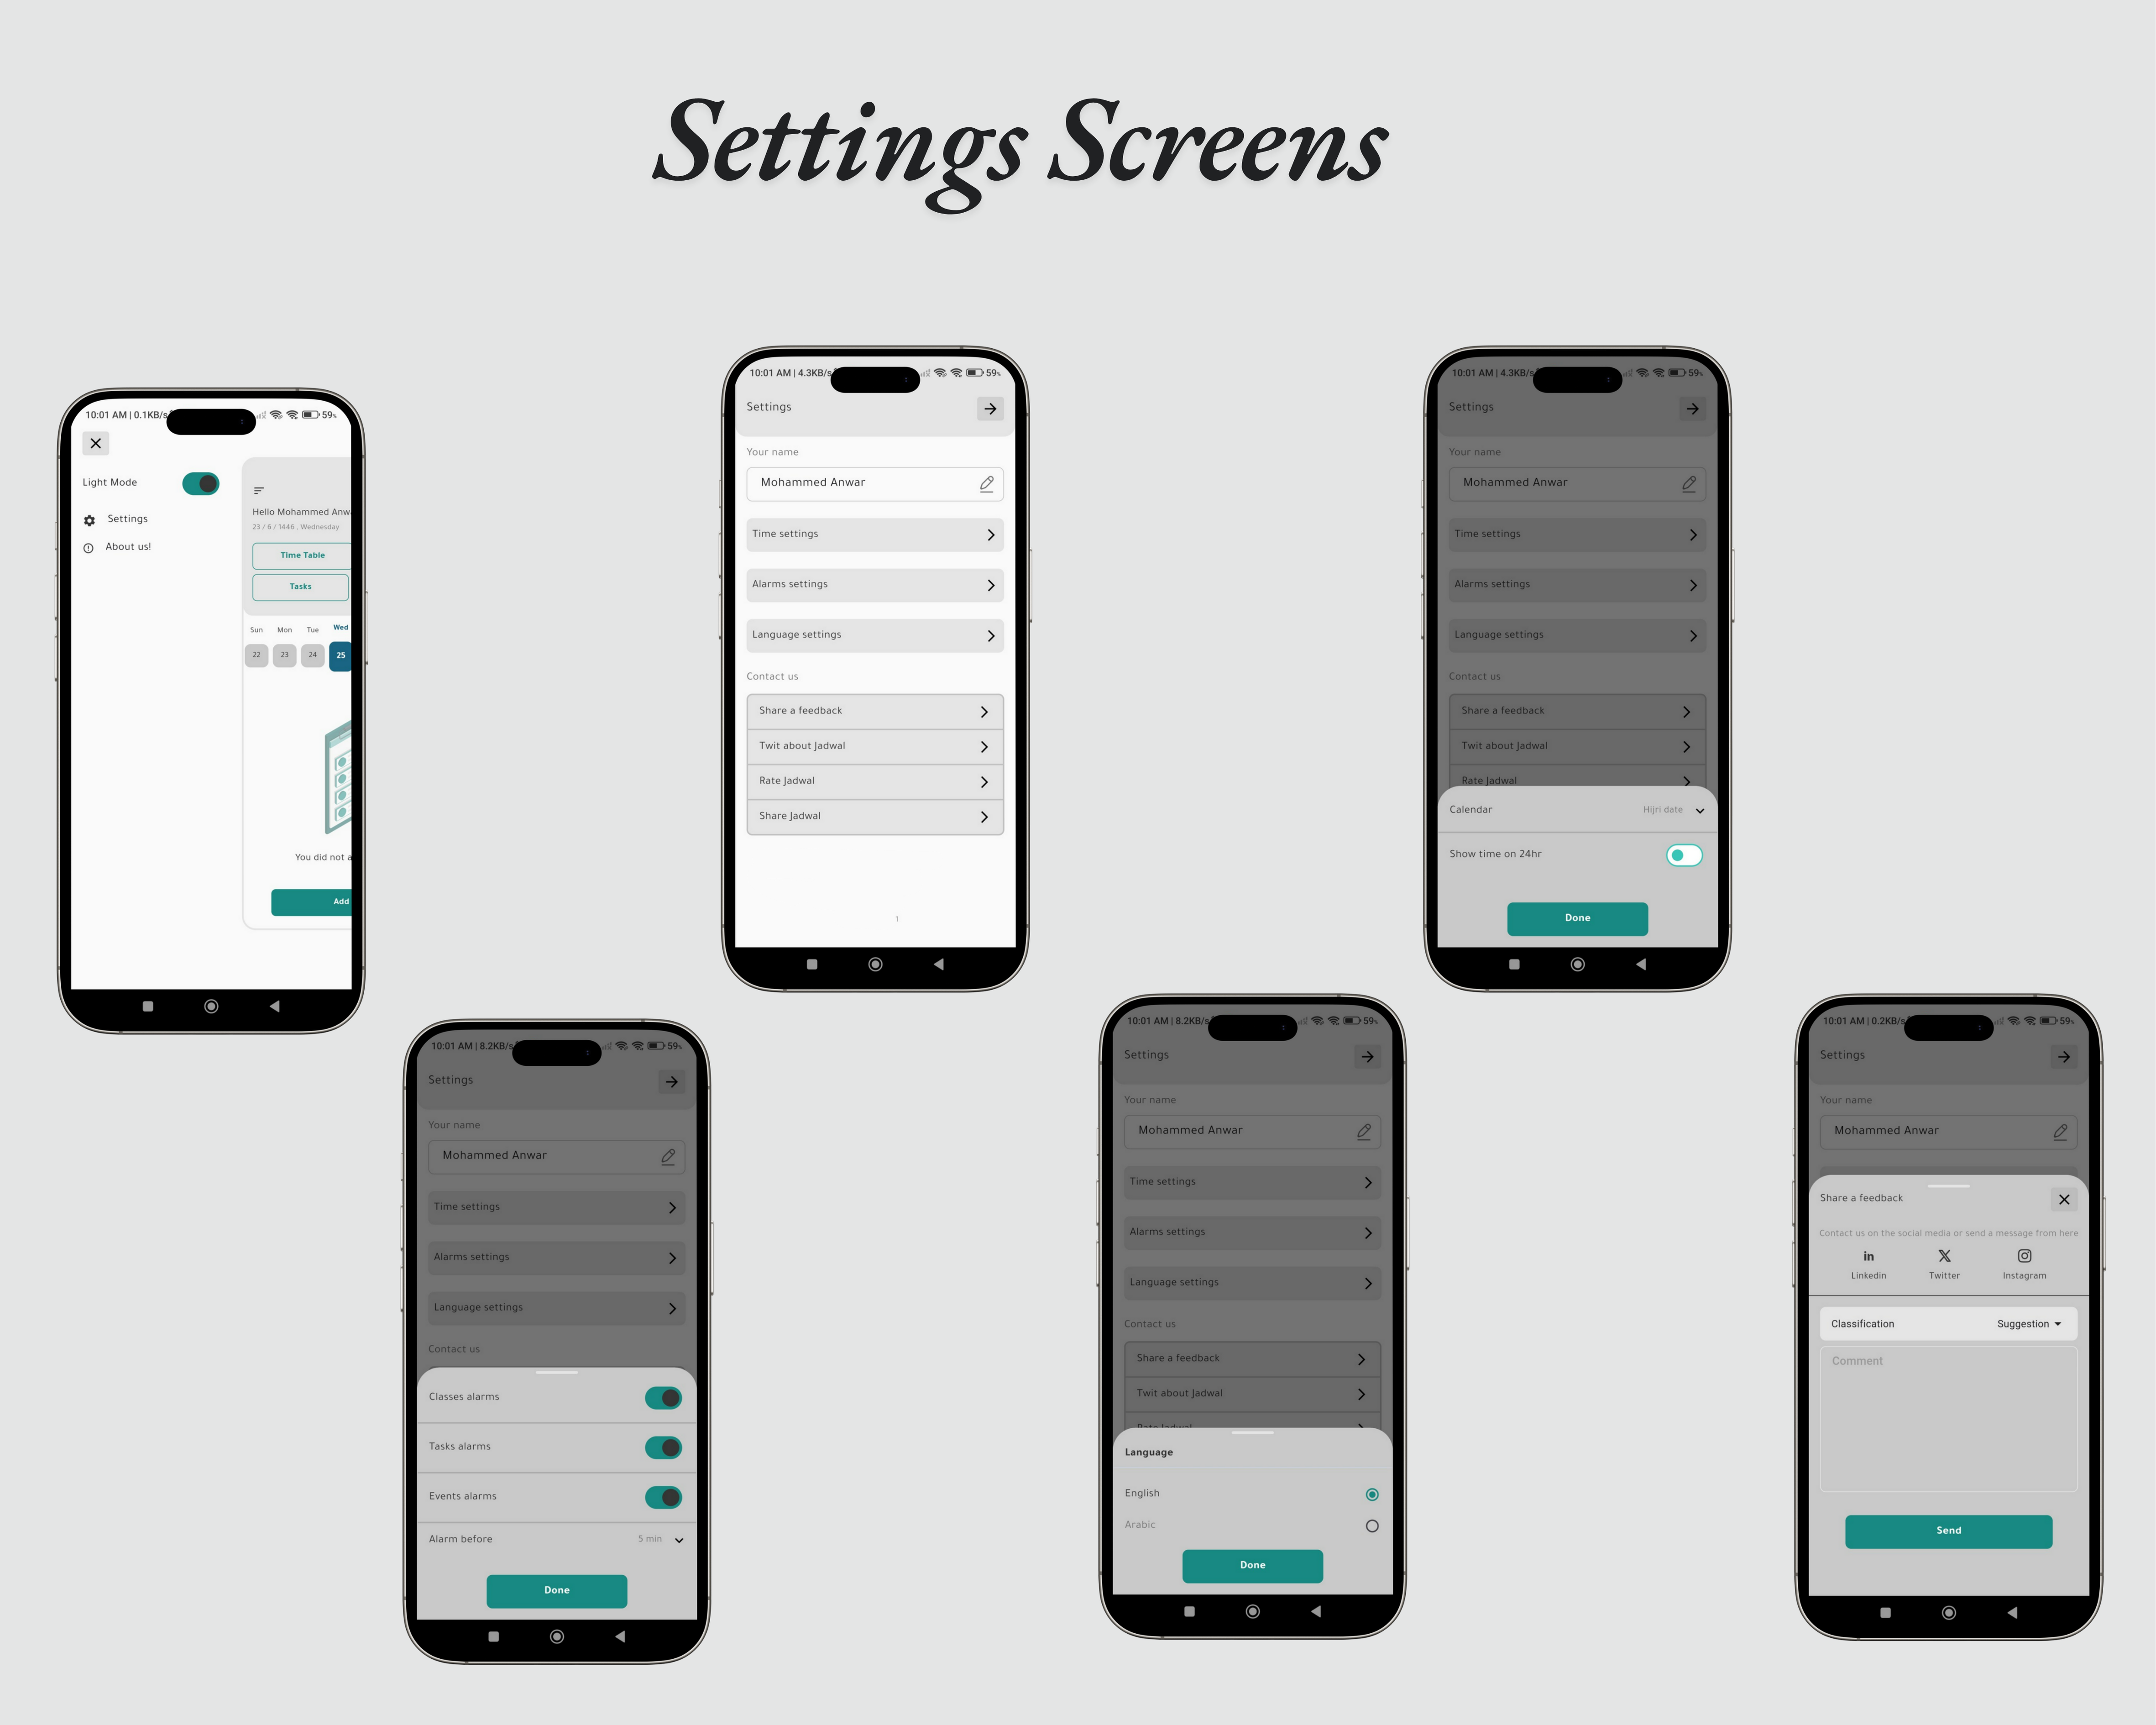 Settings Screens
10:01 AM | 0.1KB/s
59%
Light Mode
Settings
About us!
Hello Mohammed Anwa
23 / 6 / 1446 , Wednesday
Time Table
Tasks
Sun Mon Tue Wed
22 23 24 25
You did not a
Add
10:01 AM | 4.3KB/s
59%
Settings
Your name
Mohammed Anwar
Time settings
Alarms settings
Language settings
Contact us
Share a feedback
Twit about Jadwal
Rate Jadwal
Share Jadwal
1
10:01 AM | 4.3KB/s
59%
Settings
Your name
Mohammed Anwar
Time settings
Alarms settings
Language settings
Contact us
Share a feedback
Twit about Jadwal
Rate Jadwal
Calendar Hijri date
Show time on 24hr
Done
10:01 AM | 8.2KB/s
59%
Settings
Your name
Mohammed Anwar
Time settings
Alarms settings
Language settings
Contact us
Classes alarms
Tasks alarms
Events alarms
Alarm before 5 min
Done
10:01 AM | 8.2KB/s
59%
Settings
Your name
Mohammed Anwar
Time settings
Alarms settings
Language settings
Contact us
Share a feedback
Twit about Jadwal
Rate Jadwal
Language
English
Arabic
Done
10:01 AM | 0.2KB/s
59%
Settings
Your name
Mohammed Anwar
Share a feedback
Contact us on the social media or send a message from here
in
Linkedin Twitter Instagram
Classification Suggestion
Comment
Send